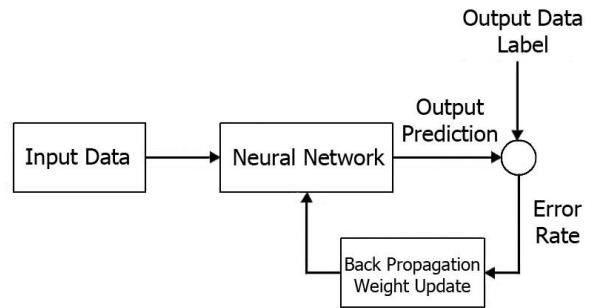 Output Data
Label
Output
Prediction
Input Data
Neural Network
Error
Rate
Back Propagation
Weight Update